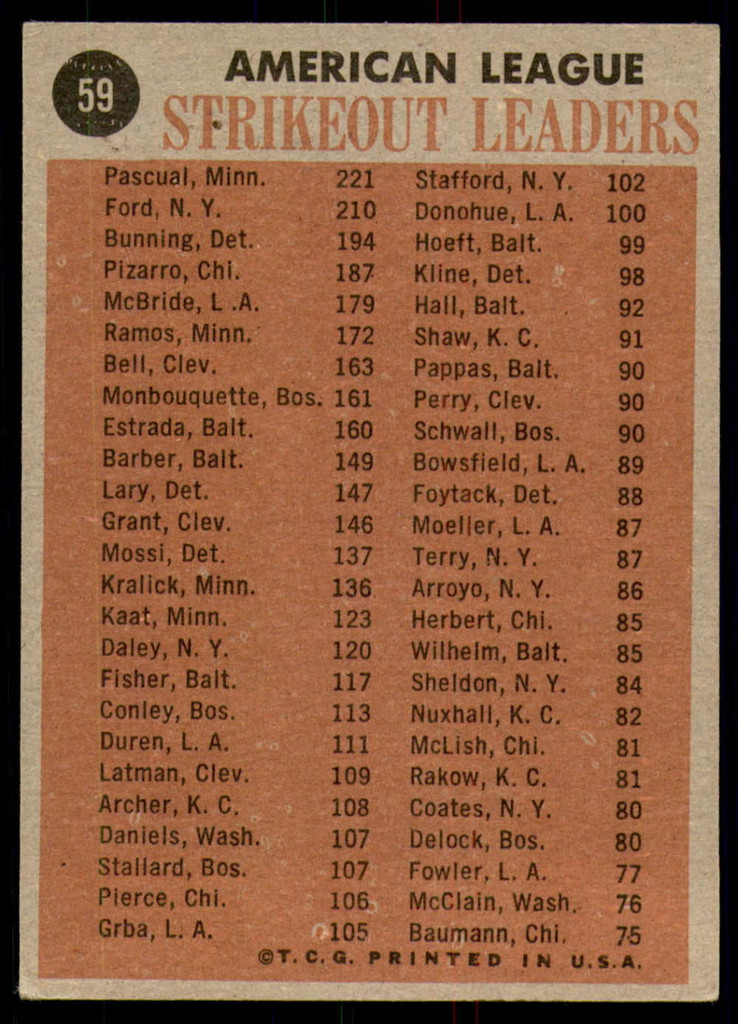 59
AMERICAN LEAGUE
STRIKEOUT LEADERS
Pascual, Minn. 221
Ford, N. Y. 210
Bunning, Det. 194
Pizarro, Chi. 187
McBride, L .A. 179
Ramos, Minn. 172
Bell, Clev. 163
Monbouquette, Bos. 161
Estrada, Balt. 160
Barber, Balt. 149
Lary, Det. 147
Grant, Clev. 146
Mossi, Det. 137
Kralick, Minn. 136
Kaat, Minn. 123
Daley, N. Y. 120
Fisher, Balt. 117
Conley, Bos. 113
Duren, L. A. 111
Latman, Clev. 109
Archer, K. C. 108
Daniels, Wash. 107
Stallard, Bos. 107
Pierce, Chi. 106
Grba, L. A. 105
Stafford, N. Y. 102
Donohue, L. A. 100
Hoeft, Balt. 99
Kline, Det. 98
Hall, Balt. 92
Shaw, K. C. 91
Pappas, Balt. 90
Perry, Clev. 90
Schwall, Bos. 90
Bowsfield, L. A. 89
Foytack, Det. 88
Moeller, L. A. 87
Terry, N. Y. 87
Arroyo, N. Y. 86
Herbert, Chi. 85
Wilhelm, Balt. 85
Sheldon, N. Y. 84
Nuxhall, K. C. 82
McLish, Chi. 81
Rakow, K. C. 81
Coates, N. Y. 80
Delock, Bos. 80
Fowler, L. A. 77
McClain, Wash. 76
Baumann, Chi. 75
©T. C. G. PRINTED IN U.S.A.